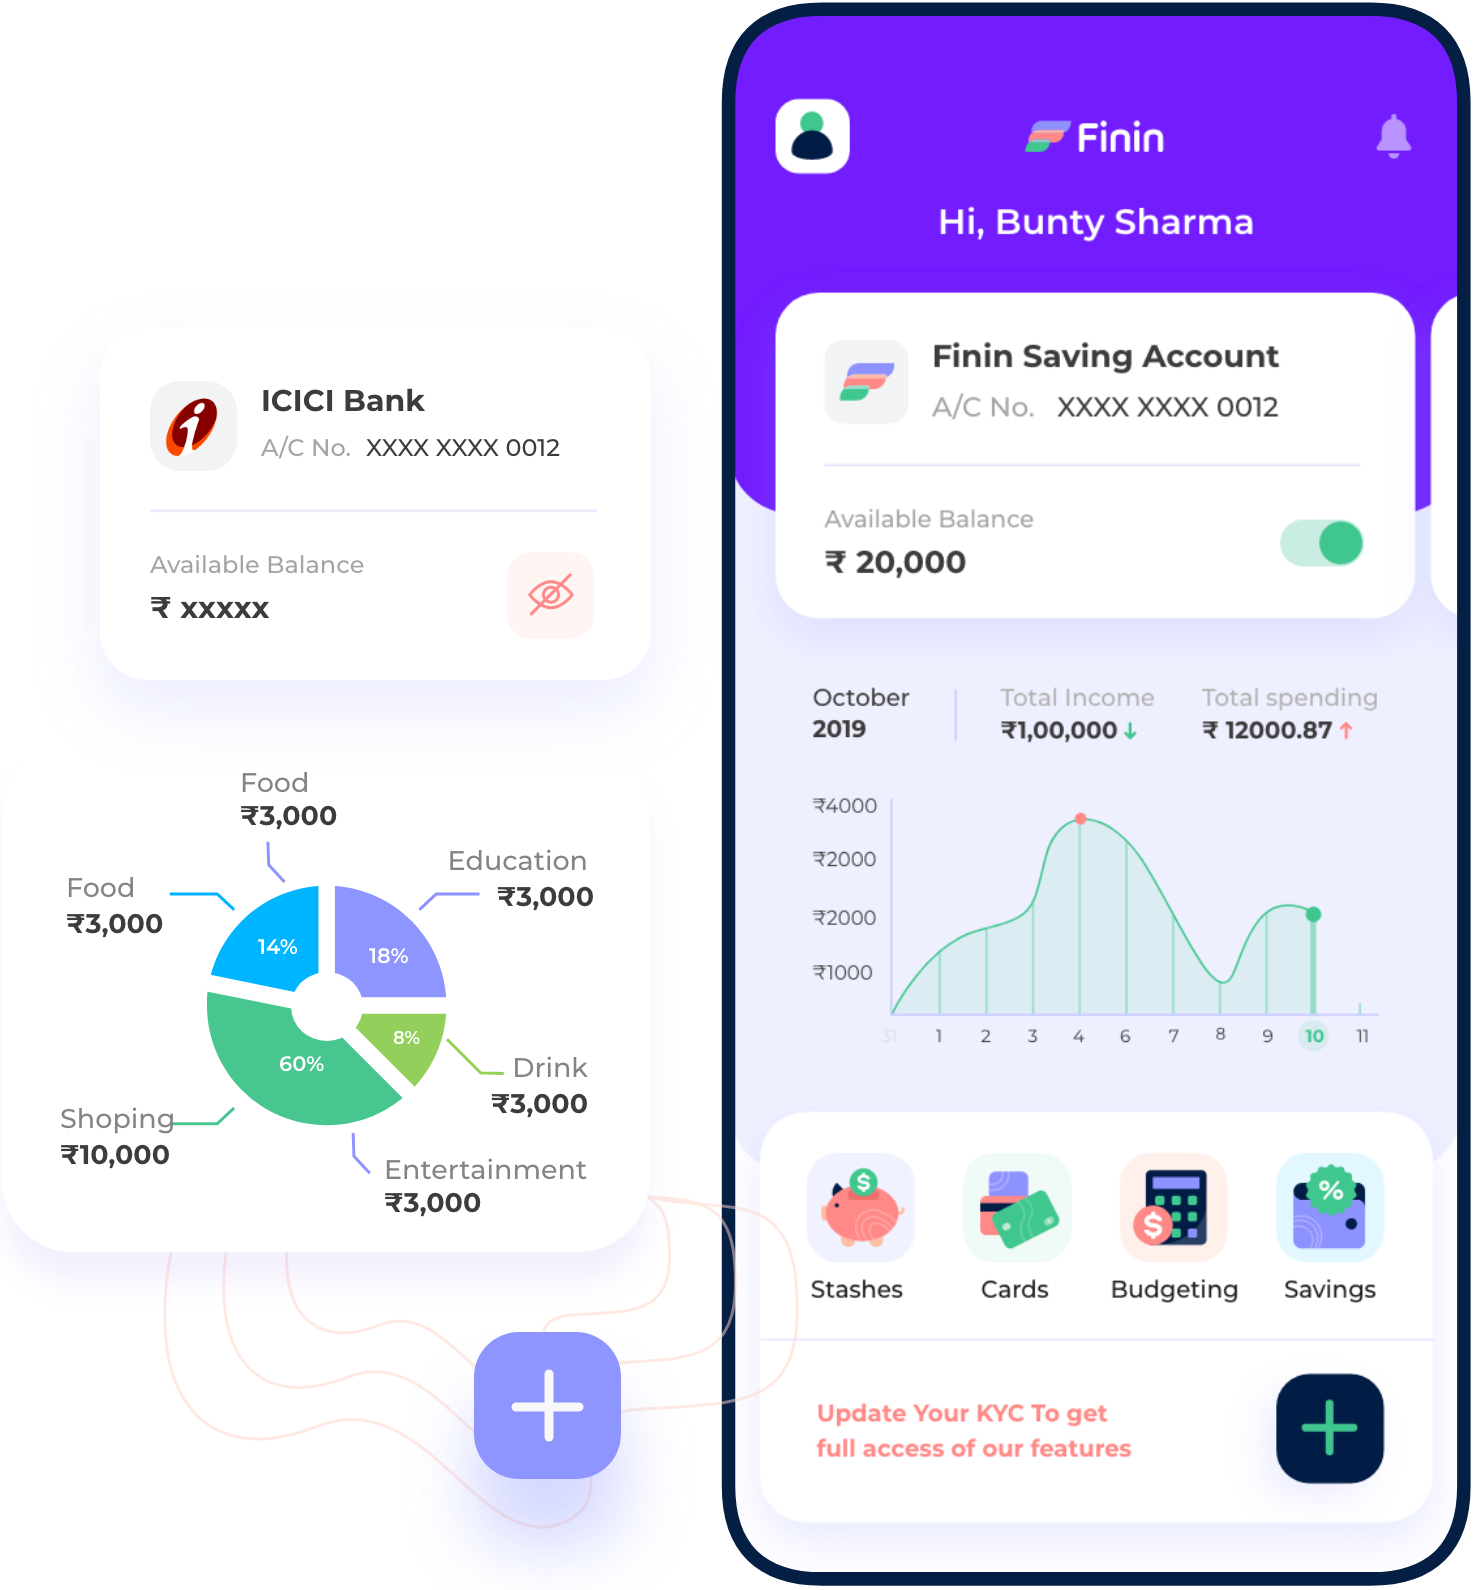 ICICI Bank
A/C No. XXXX XXXX 0012
Available Balance
₹ xxxxx
Food
₹3,000
Education
₹3,000
Food
₹3,000
14%
18%
8%
60%
Drink
₹3,000
Shoping
₹10,000
Entertainment
₹3,000
Finin
Hi, Bunty Sharma
Finin Saving Account
A/C No. XXXX XXXX 0012
Available Balance
₹ 20,000
October
2019
Total Income
₹1,00,000
Total spending
₹ 12000.87
₹4000
₹2000
₹2000
₹1000
31 1 2 3 4 6 7 8 9 10 11
$
%
$
Stashes Cards Budgeting Savings
Update Your KYC To get
full access of our features